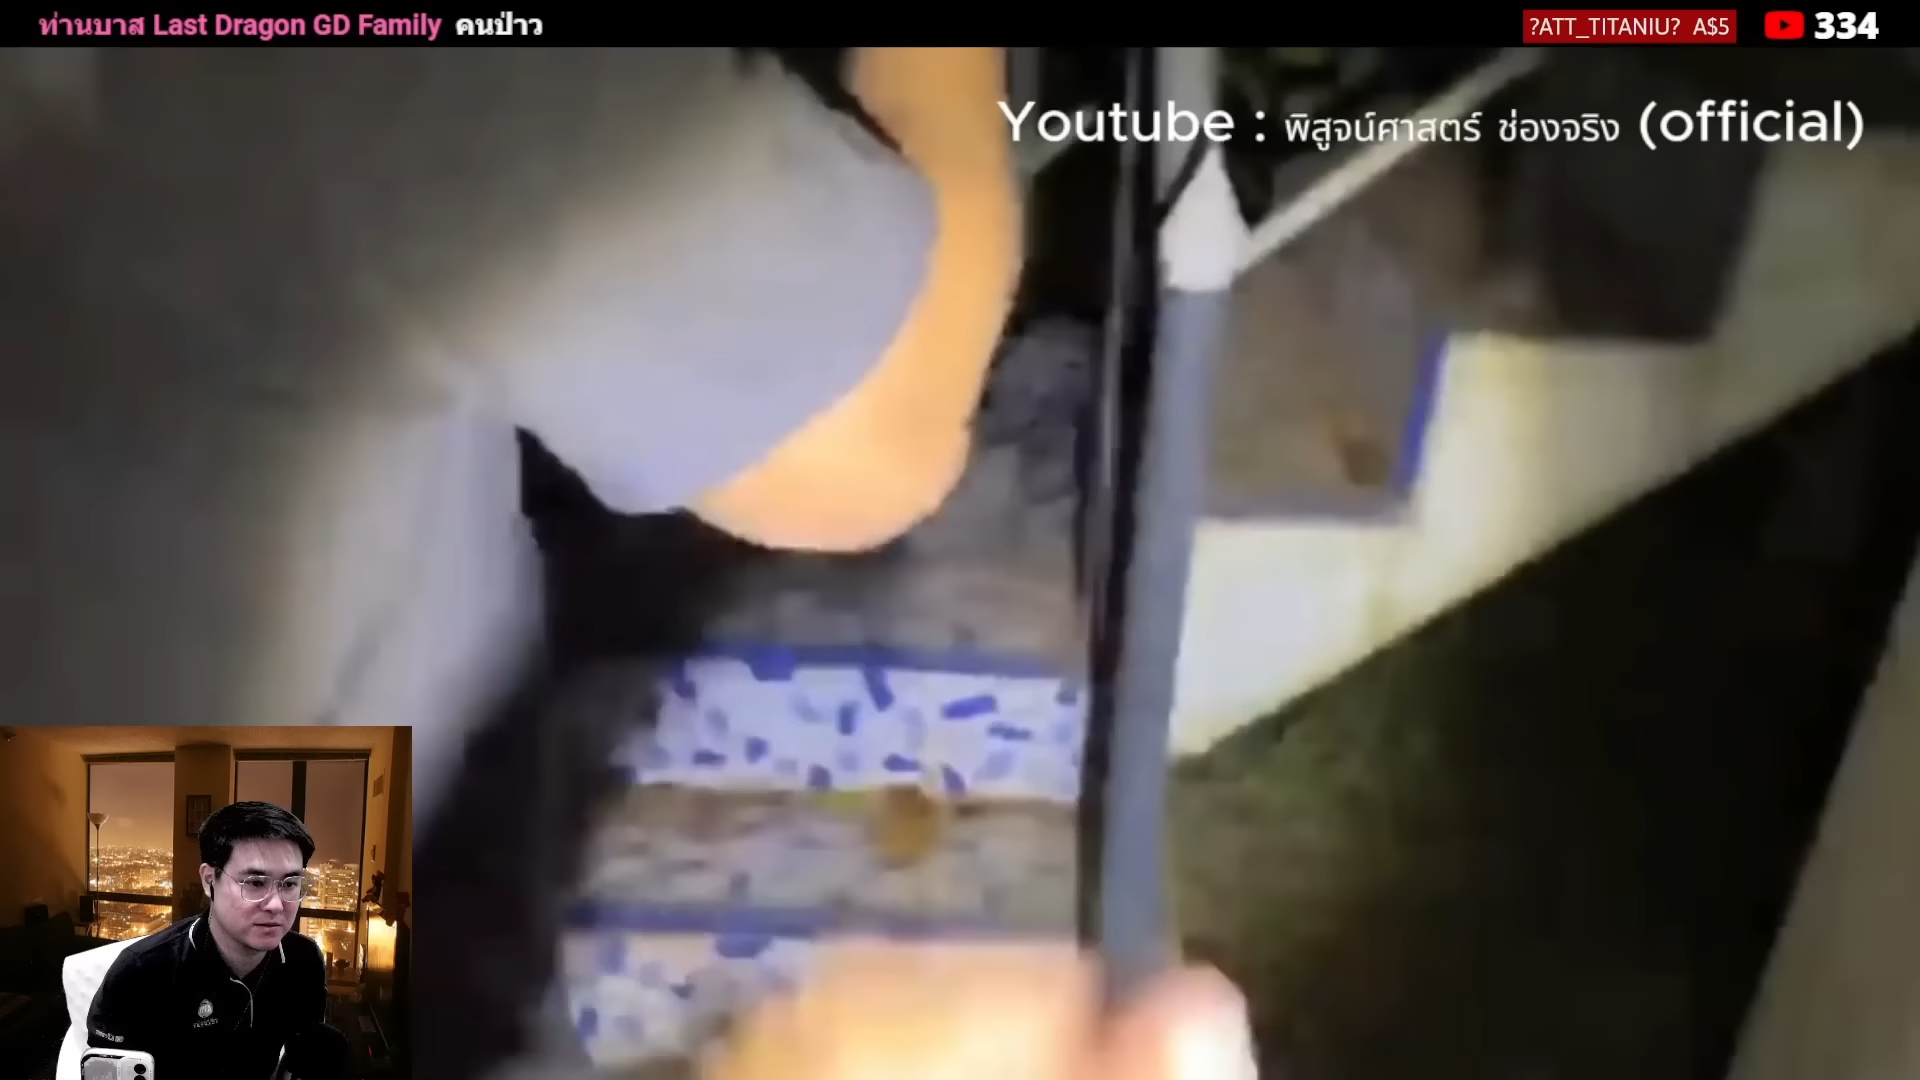 ท่านบาส Last Dragon GD Family คนป่าว
?ATT_TITANIU? A$5
334
Youtube : พิสูจน์ศาสตร์ ช่องจริง (official)